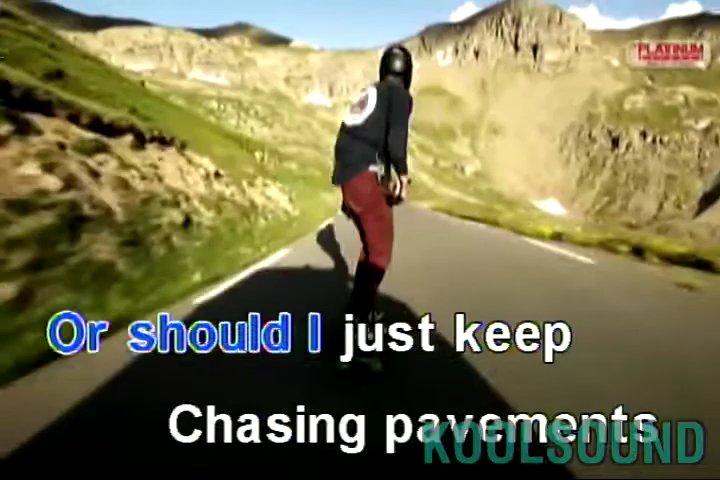 PLATINUM
Or should I just keep
Chasing pavements
KOOLSOUND